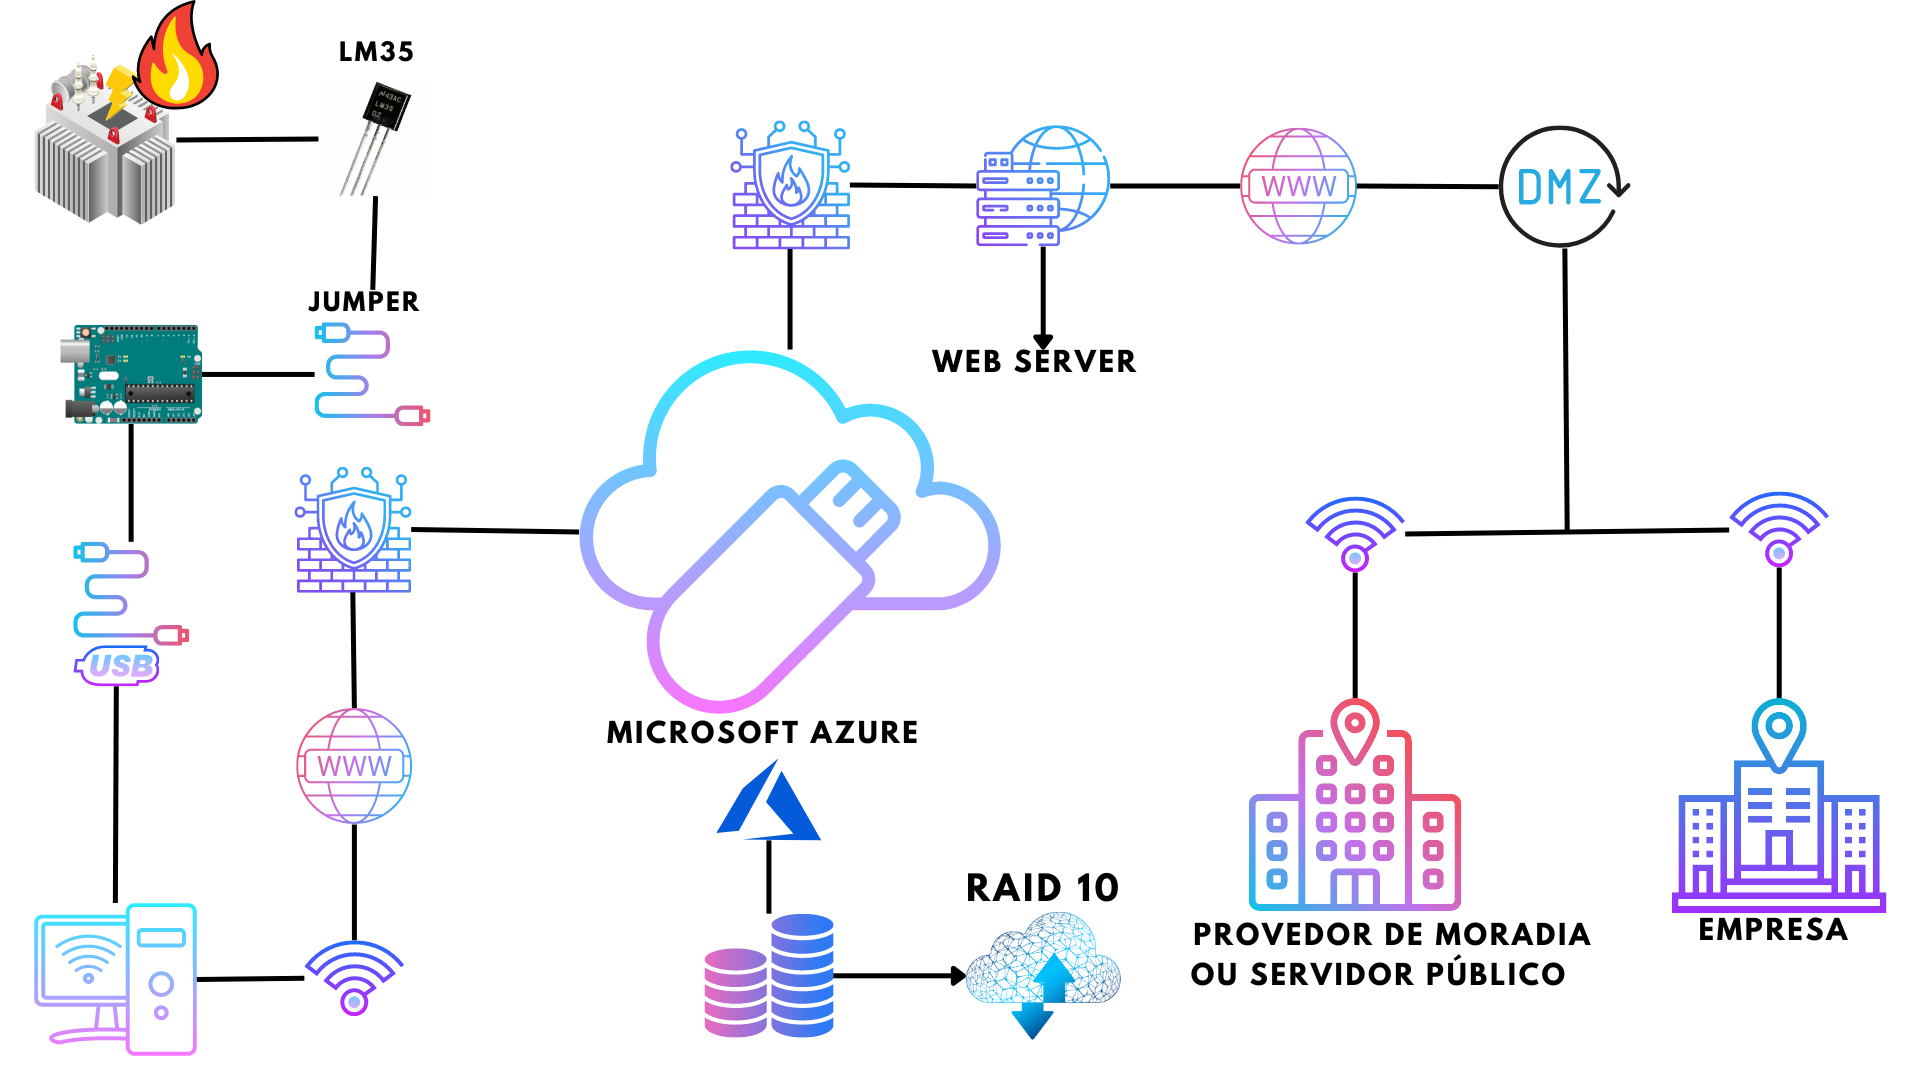 LM35
JUMPER
USB
WWW
MICROSOFT AZURE
RAID 10
WEB SERVER
WWW
DMZ
PROVEDOR DE MORADIA
OU SERVIDOR PÚBLICO
EMPRESA
LM35